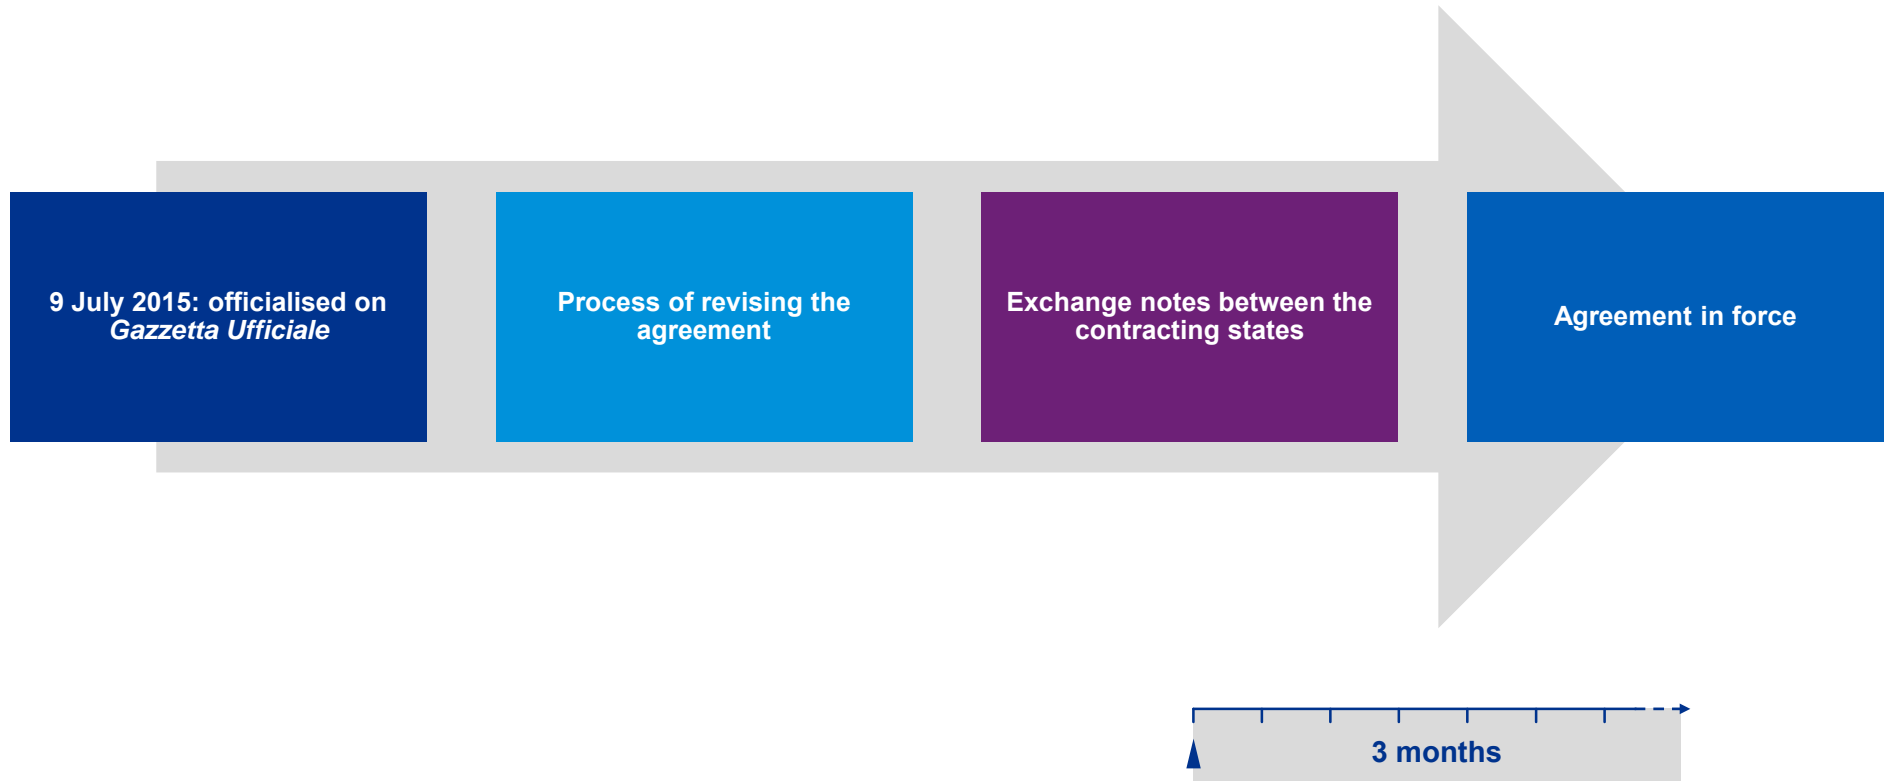 9 July 2015: officialised on
Gazzetta Ufficiale
Process of revising the
agreement
Exchange notes between the
contracting states
Agreement in force
3 months